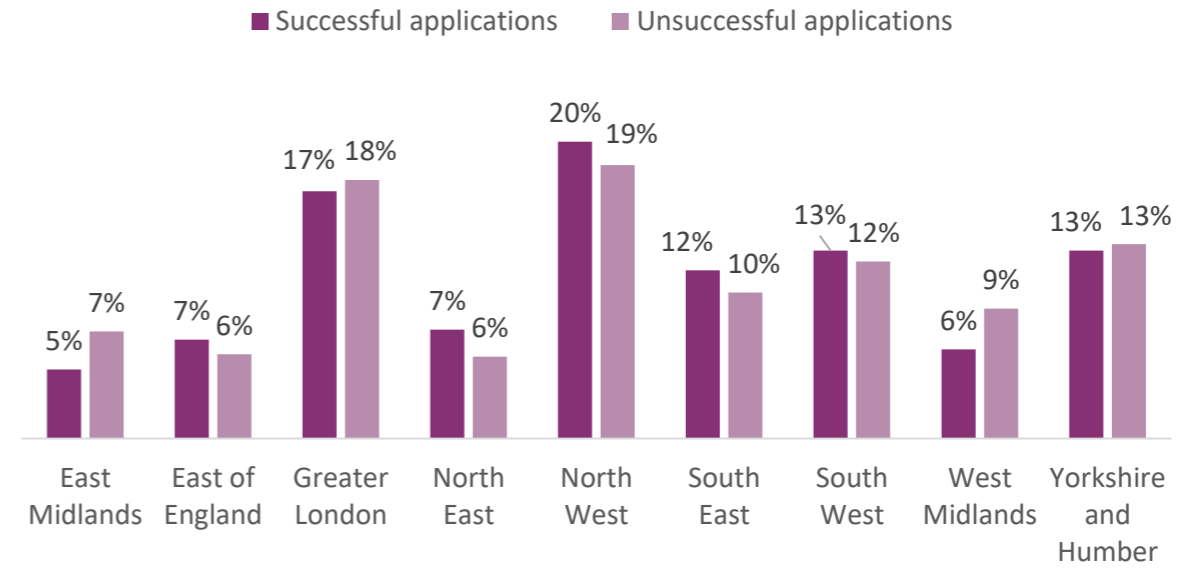 Successful applications Unsuccessful applications
5% 7% 7% 6% 17% 18% 7% 6% 20% 19% 12% 10% 13% 12% 6% 9% 13% 13%
East Midlands
East of England
Greater London
North East
North West
South East
South West
West Midlands
Yorkshire and Humber